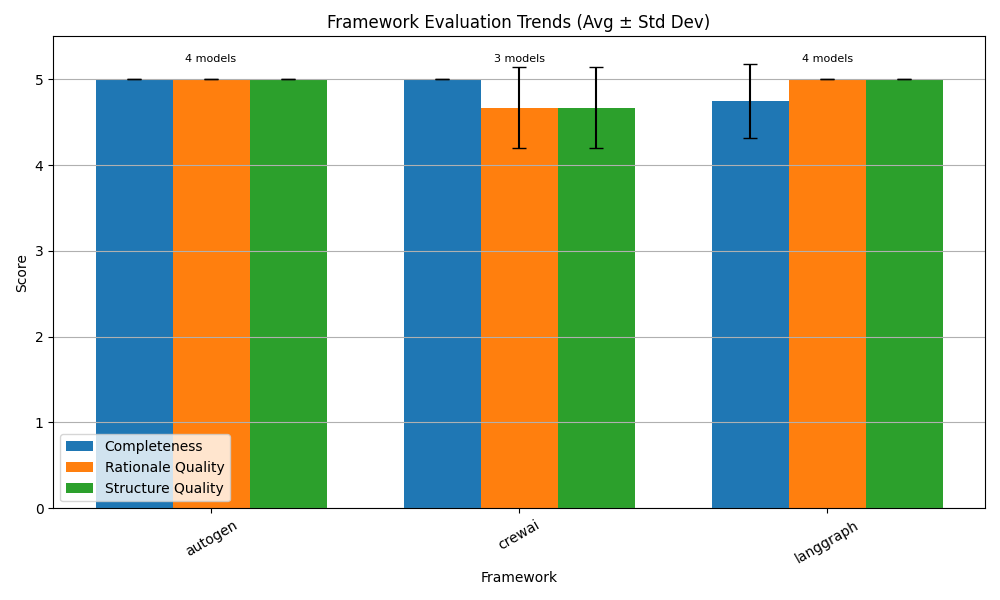 Framework Evaluation Trends (Avg ± Std Dev)
4 models
3 models
4 models
Score
5
4
3
2
1
0
Completeness
Rationale Quality
Structure Quality
autogen
crewai
langgraph
Framework